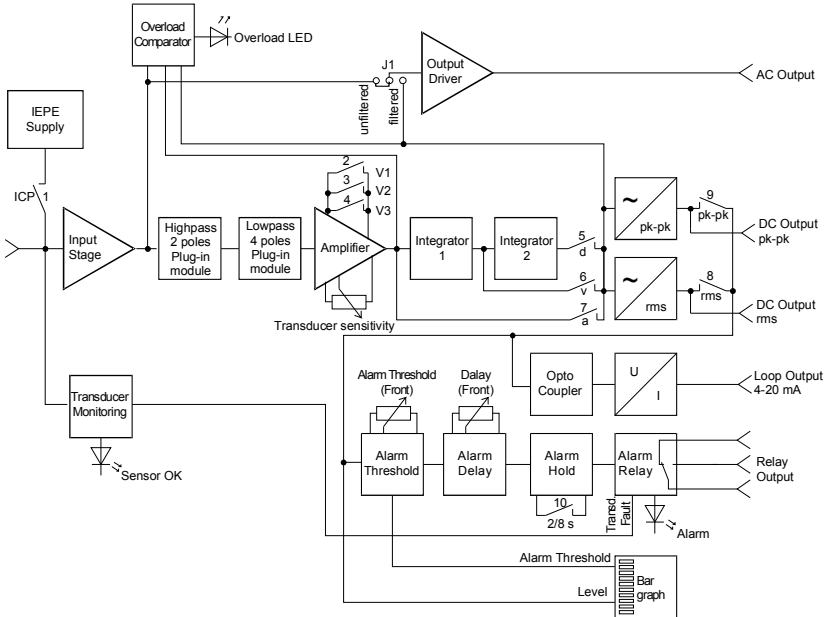 Overload
Comparator
Overload LED
J1
unfiltered
filtered
Output
Driver
AC Output
IEPE
Supply
ICP 1
Input
Stage
Highpass
2 poles
Plug-in
module
Lowpass
4 poles
Plug-in
module
2
V1
3
V2
4
V3
Amplifier
Transducer sensitivity
Integrator
1
Integrator
2
5
d
6
v
7
a
~
pk-pk
9
pk-pk
DC Output
pk-pk
~
rms
8
rms
DC Output
rms
Opto
Coupler
U
I
Loop Output
4-20 mA
Transducer
Monitoring
Sensor OK
Alarm Threshold
(Front)
Dalay
(Front)
Alarm
Threshold
Alarm
Delay
Alarm
Hold
10
2/8 s
Alarm
Relay
Transd.
Fault
Alarm
Relay
Output
Alarm Threshold
Level
Bar
graph